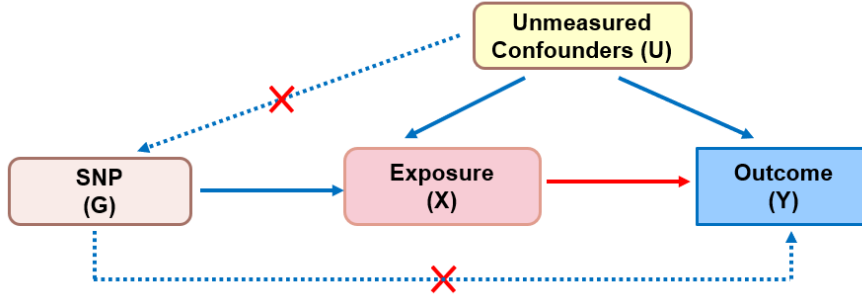 Unmeasured
Confounders (U)
SNP
(G)
Exposure
(X)
Outcome
(Y)